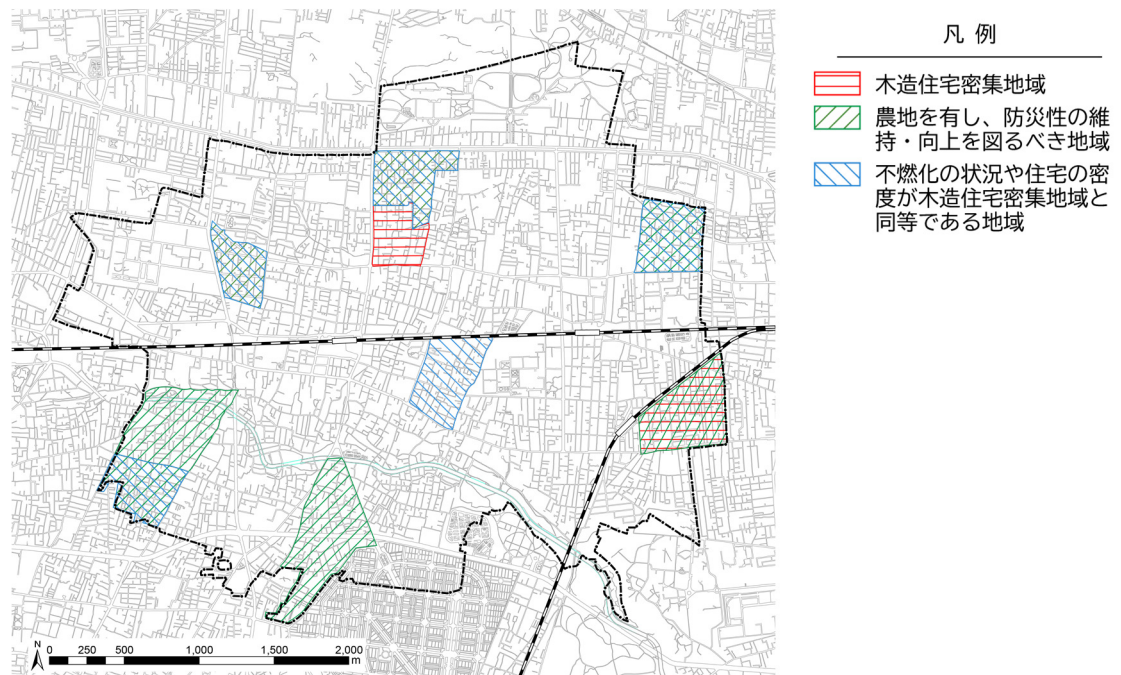 凡 例
木造住宅密集地域
農地を有し、防災性の維
持・向上を図るべき地域
不燃化の状況や住宅の密
度が木造住宅密集地域と
同等である地域
N
0 250 500 1,000 1,500 2,000
m